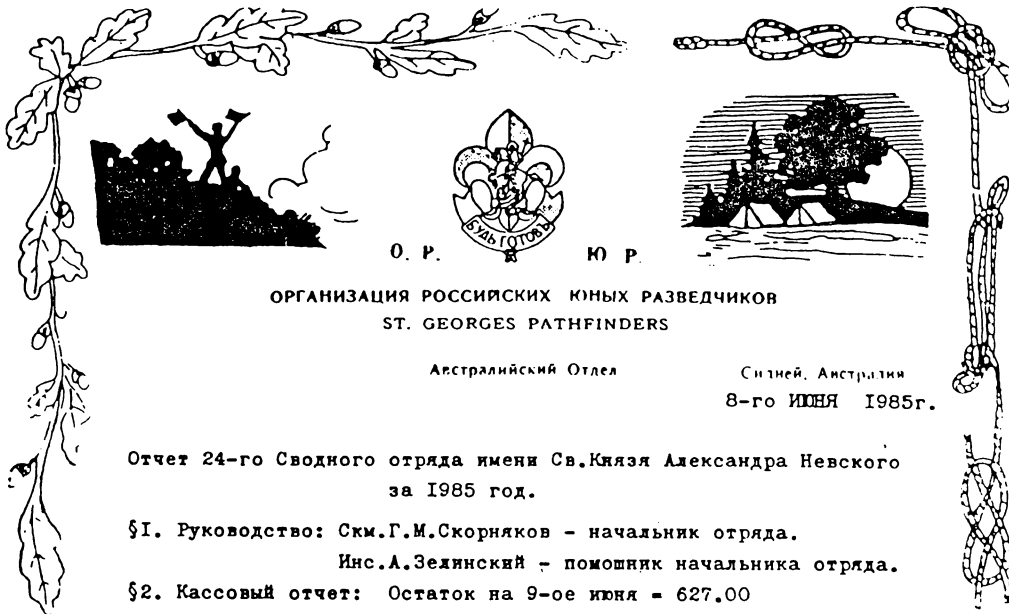 БУДЬ ГОТОВЪ
О. Р. Ю Р
ОРГАНИЗАЦИЯ РОССИЙСКИХ ЮНЫХ РАЗВЕДЧИКОВ
ST. GEORGES PATHFINDERS
Австралийский Отдел
Сидней, Австралия
8-го ИЮНЯ 1985г.
Отчет 24-го Сводного отряда имени Св.Князя Александра Невского
за 1985 год.
§I. Руководство: Скм.Г.М.Скорняков - начальник отряда.
Инс.А.Зелинский - помошник начальника отряда.
§2. Кассовый отчет: Остаток на 9-ое июня = 627.00